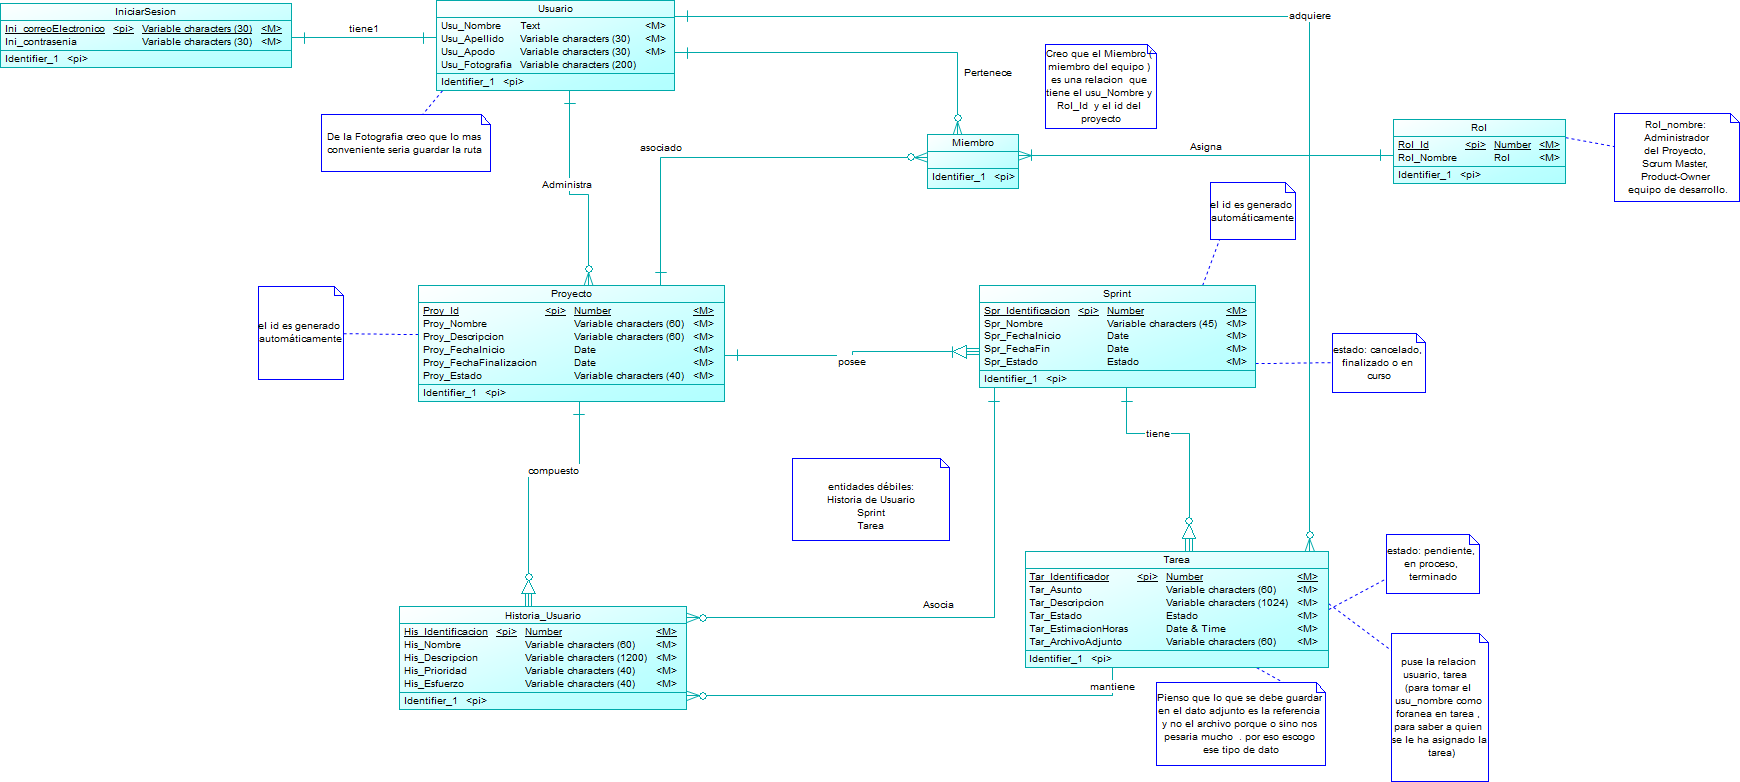 IniciarSesion
Ini_correoElectronico <pi> Variable characters (30) <M>
Ini_contrasenia Variable characters (30) <M>
Identifier_1 <pi>
tiene1
Usuario
Usu_Nombre Text <M>
Usu_Apellido Variable characters (30) <M>
Usu_Apodo Variable characters (30) <M>
Usu_Fotografia Variable characters (200)
Identifier_1 <pi>
adquiere
Pertenece
Creo que el Miembro (
miembro del equipo )
es una relacion que
tiene el usu_Nombre y
Rol_Id y el id del
proyecto
De la Fotografia creo que lo mas
conveniente seria guardar la ruta
asociado
Miembro
Identifier_1 <pi>
Asigna
Rol
Rol_Id <pi> Number <M>
Rol_Nombre Rol <M>
Identifier_1 <pi>
Rol_nombre:
Administrador
del Proyecto,
Scrum Master,
Product-Owner
equipo de desarrollo.
Administra
el id es generado
automáticamente
el id es generado
automáticamente
Proyecto
Proy_Id <pi> Number <M>
Proy_Nombre Variable characters (60) <M>
Proy_Descripcion Variable characters (60) <M>
Proy_FechaInicio Date <M>
Proy_FechaFinalizacion Date <M>
Proy_Estado Variable characters (40) <M>
Identifier_1 <pi>
posee
Sprint
Spr_Identificacion <pi> Number <M>
Spr_Nombre Variable characters (45) <M>
Spr_FechaInicio Date <M>
Spr_FechaFin Date <M>
Spr_Estado Estado <M>
Identifier_1 <pi>
estado: cancelado,
finalizado o en
curso
tiene
compuesto
entidades débiles:
Historia de Usuario
Sprint
Tarea
Tarea
Tar_Identificador <pi> Number <M>
Tar_Asunto Variable characters (60) <M>
Tar_Descripcion Variable characters (1024) <M>
Tar_Estado Estado <M>
Tar_EstimacionHoras Date & Time <M>
Tar_ArchivoAdjunto Variable characters (60) <M>
Identifier_1 <pi>
estado: pendiente,
en proceso,
terminado
Asocia
Historia_Usuario
His_Identificacion <pi> Number <M>
His_Nombre Variable characters (60) <M>
His_Descripcion Variable characters (1200) <M>
His_Prioridad Variable characters (40) <M>
His_Esfuerzo Variable characters (40) <M>
Identifier_1 <pi>
mantiene
Pienso que lo que se debe guardar
en el dato adjunto es la referencia
y no el archivo porque o sino nos
pesaria mucho . por eso escogo
ese tipo de dato
puse la relacion
usuario, tarea
(para tomar el
usu_nombre como
foranea en tarea ,
para saber a quien
se le ha asignado la
tarea)